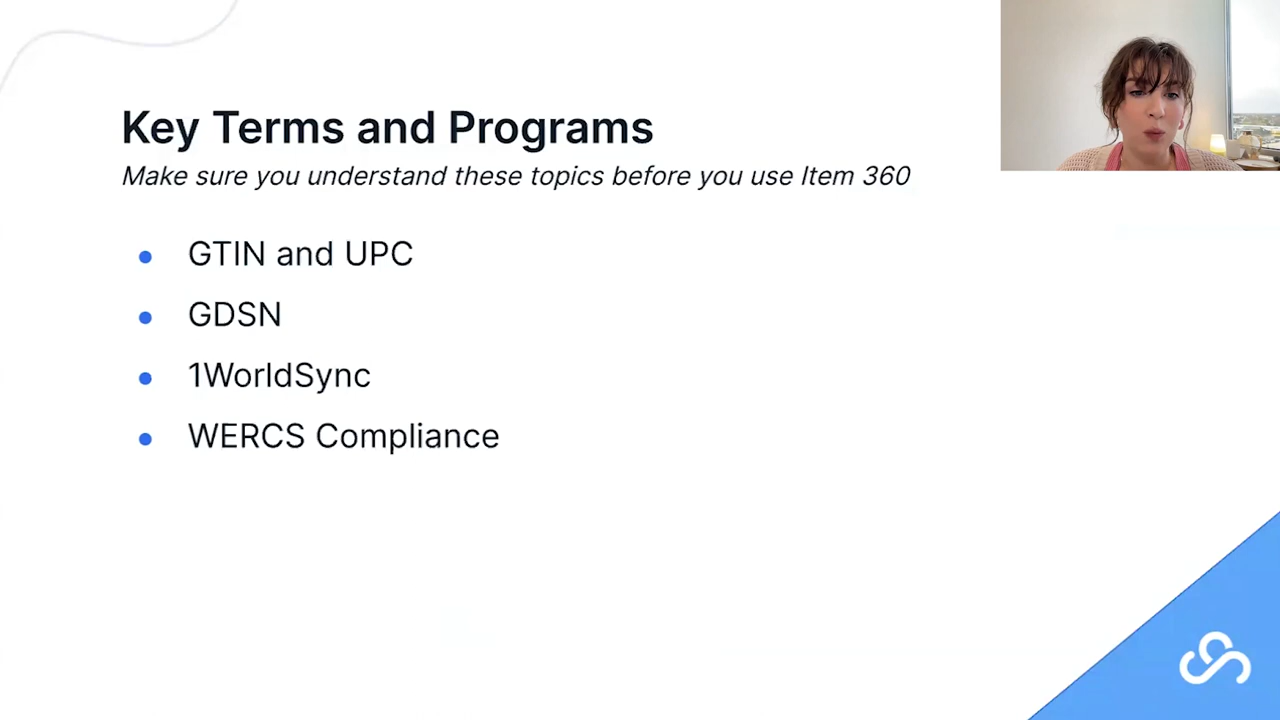 Key Terms and Programs
Make sure you understand these topics before you use Item 360
GTIN and UPC
GDSN
1WorldSync
WERCS Compliance